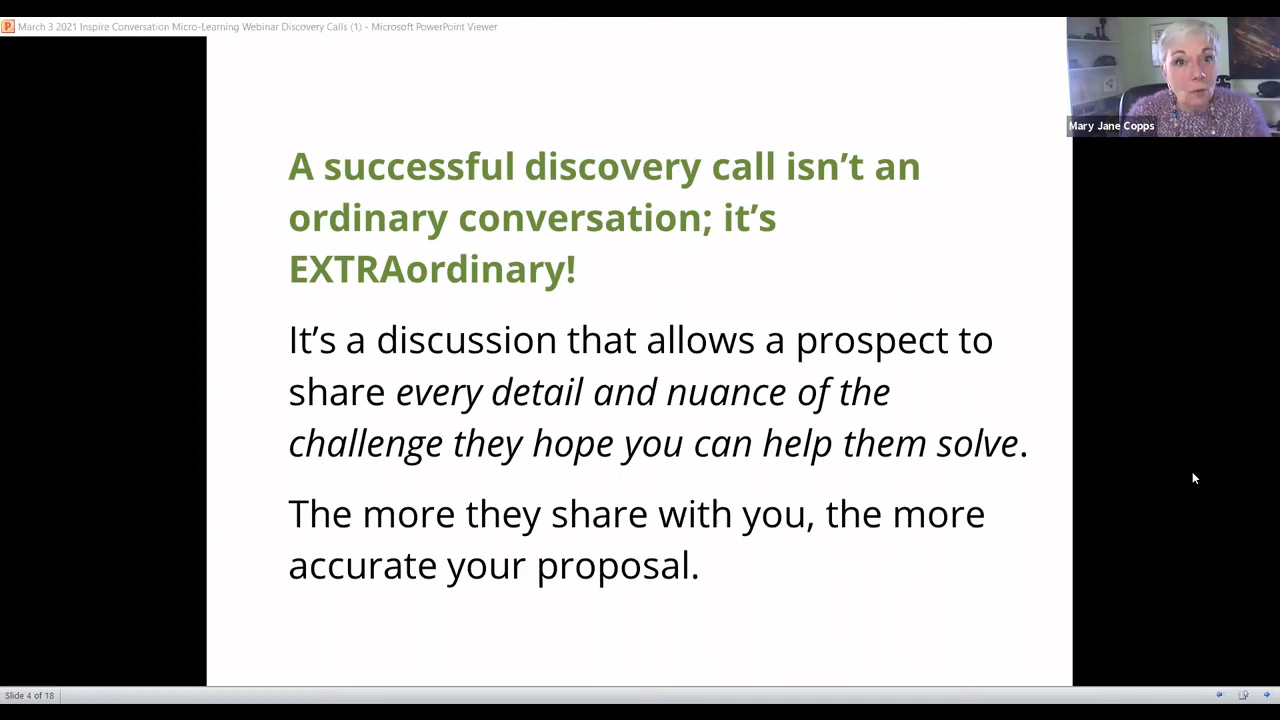 March 3 2021 Inspire Conversation Micro-Learning Webinar Discovery Calls (1) - Microsoft PowerPoint Viewer
Mary Jane Copps
A successful discovery call isn’t an
ordinary conversation; it’s
EXTRAordinary!
It’s a discussion that allows a prospect to
share every detail and nuance of the
challenge they hope you can help them solve.
The more they share with you, the more
accurate your proposal.
Slide 4 of 18